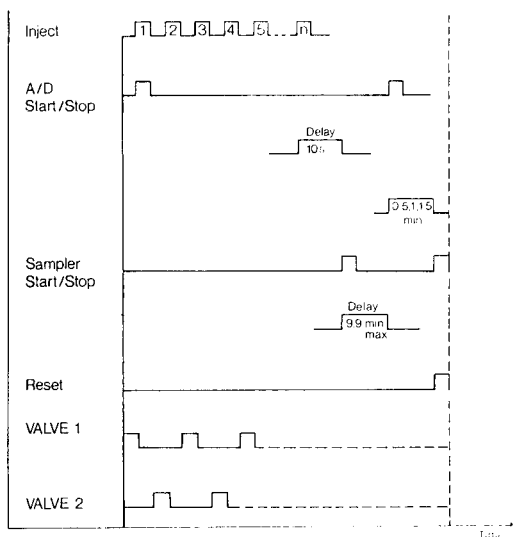 Inject
1 2 3 4 5 n
A/D
Start/Stop
Delay
10 s
0.5,1,1.5
min
Sampler
Start/Stop
Delay
9.9 min
max
Reset
VALVE 1
VALVE 2